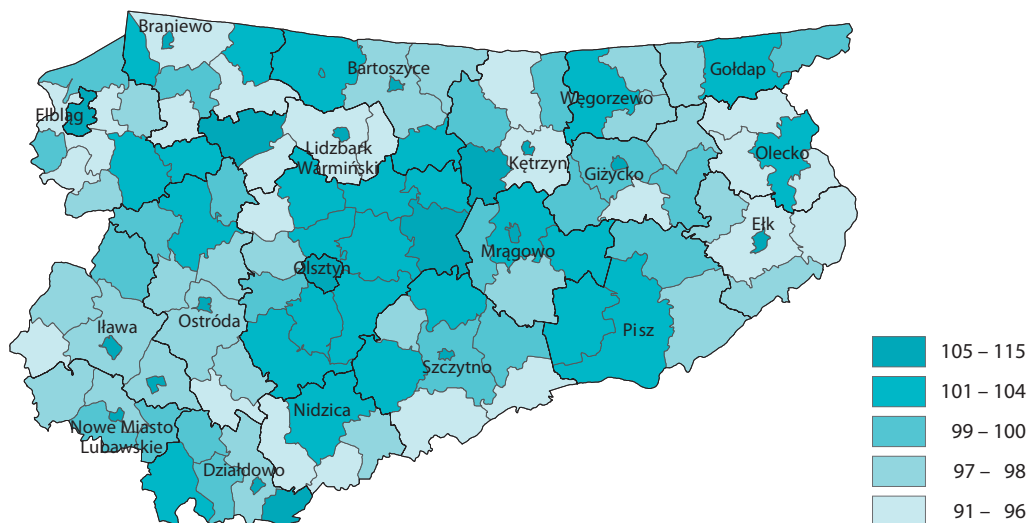 Braniewo
Bartoszyce
Gołdap
Węgorzewo
Elbląg
Lidzbark
Warmiński
Kętrzyn
Olecko
Giżycko
Ełk
Mrągowo
Olsztyn
Ostróda
Iława
Pisz
Szczytno
Nidzica
Nowe Miasto
Lubawskie
Działdowo
105 – 115
101 – 104
99 – 100
97 – 98
91 – 96